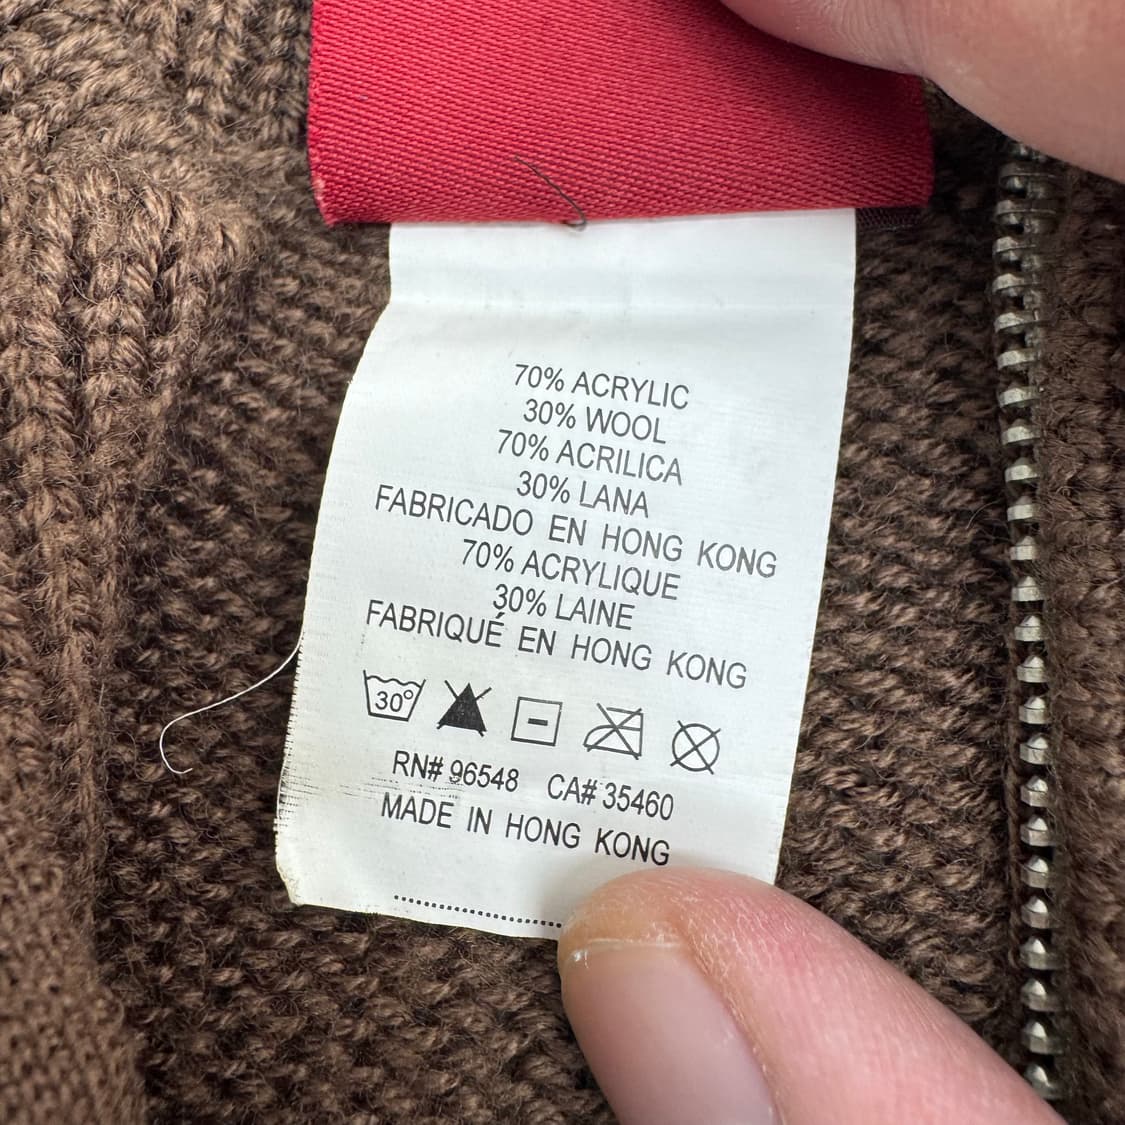 70% ACRYLIC
30% WOOL
70% ACRILICA
30% LANA
FABRICADO EN HONG KONG
70% ACRYLIQUE
30% LAINE
FABRIQUÉ EN HONG KONG
30°
RN# 96548 CA# 35460
MADE IN HONG KONG